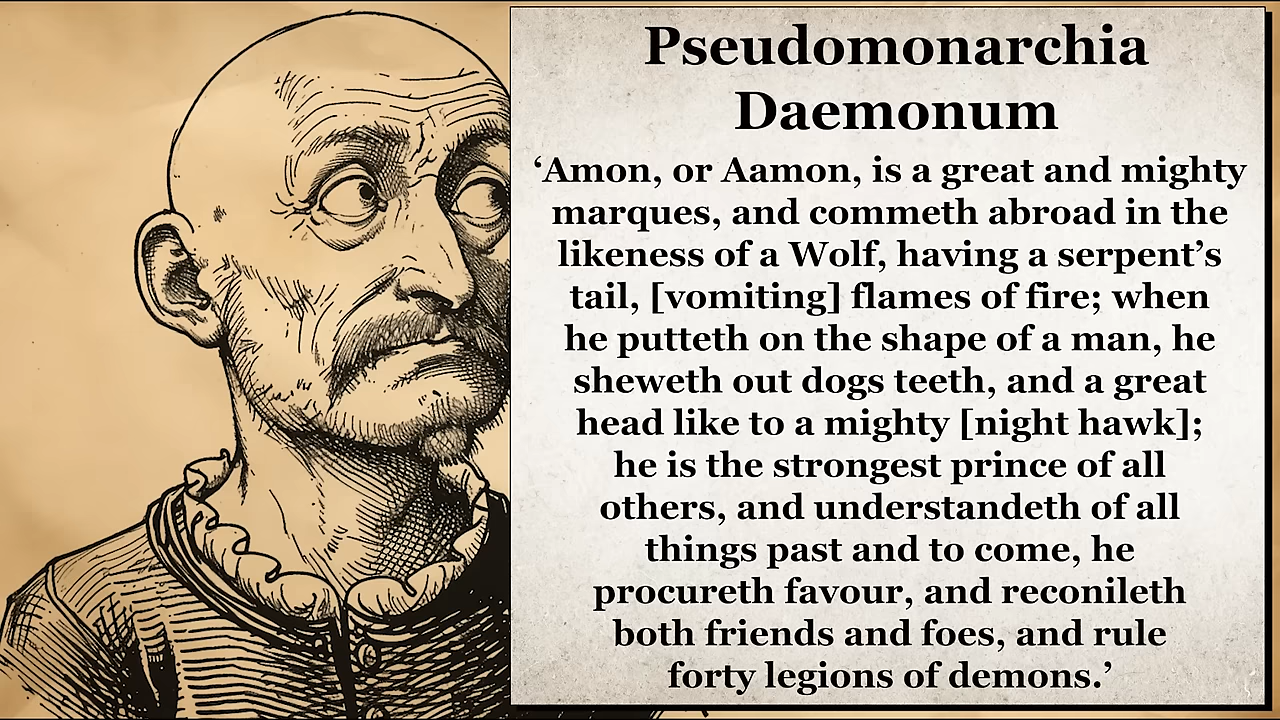 Pseudomonarchia
Daemonum
‘Amon, or Aamon, is a great and mighty
marques, and commeth abroad in the
likeness of a Wolf, having a serpent’s
tail, [vomiting] flames of fire; when
he putteth on the shape of a man, he
sheweth out dogs teeth, and a great
head like to a mighty [night hawk];
he is the strongest prince of all
others, and understandeth of all
things past and to come, he
procureth favour, and reconileth
both friends and foes, and rule
forty legions of demons.’